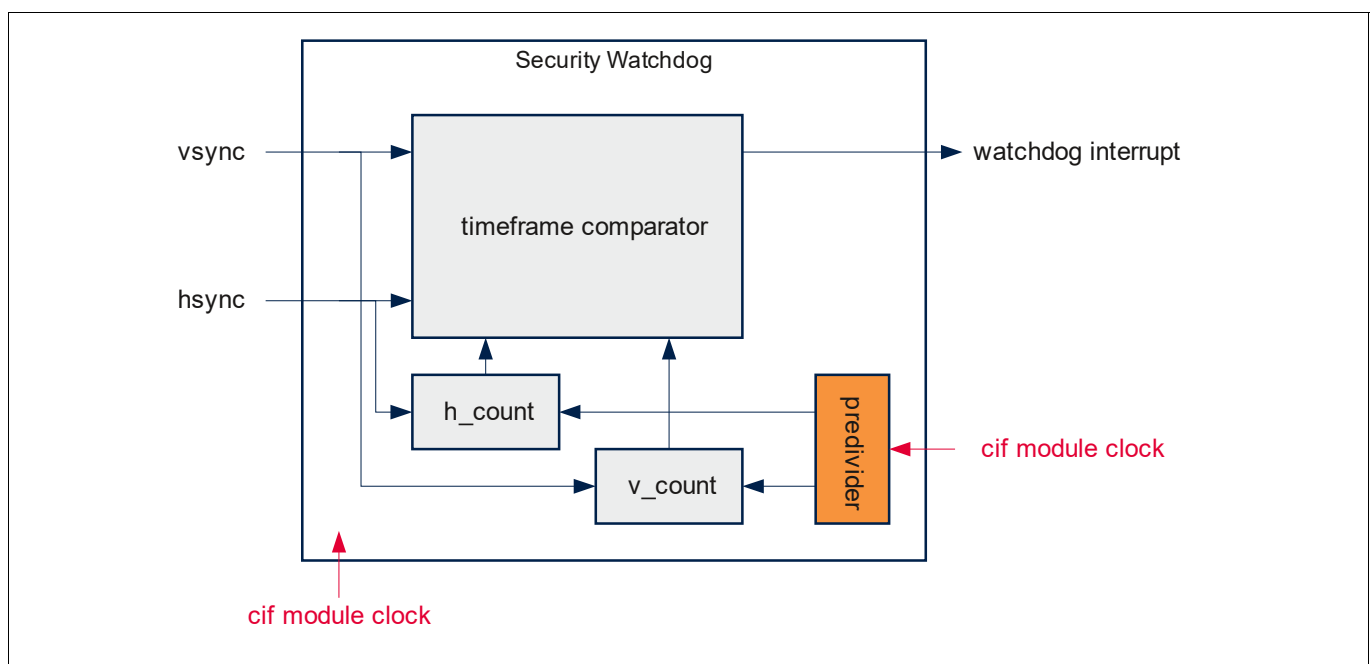 Security Watchdog
vsync
watchdog interrupt
timeframe comparator
hsync
h_count
predivider
cif module clock
v_count
cif module clock